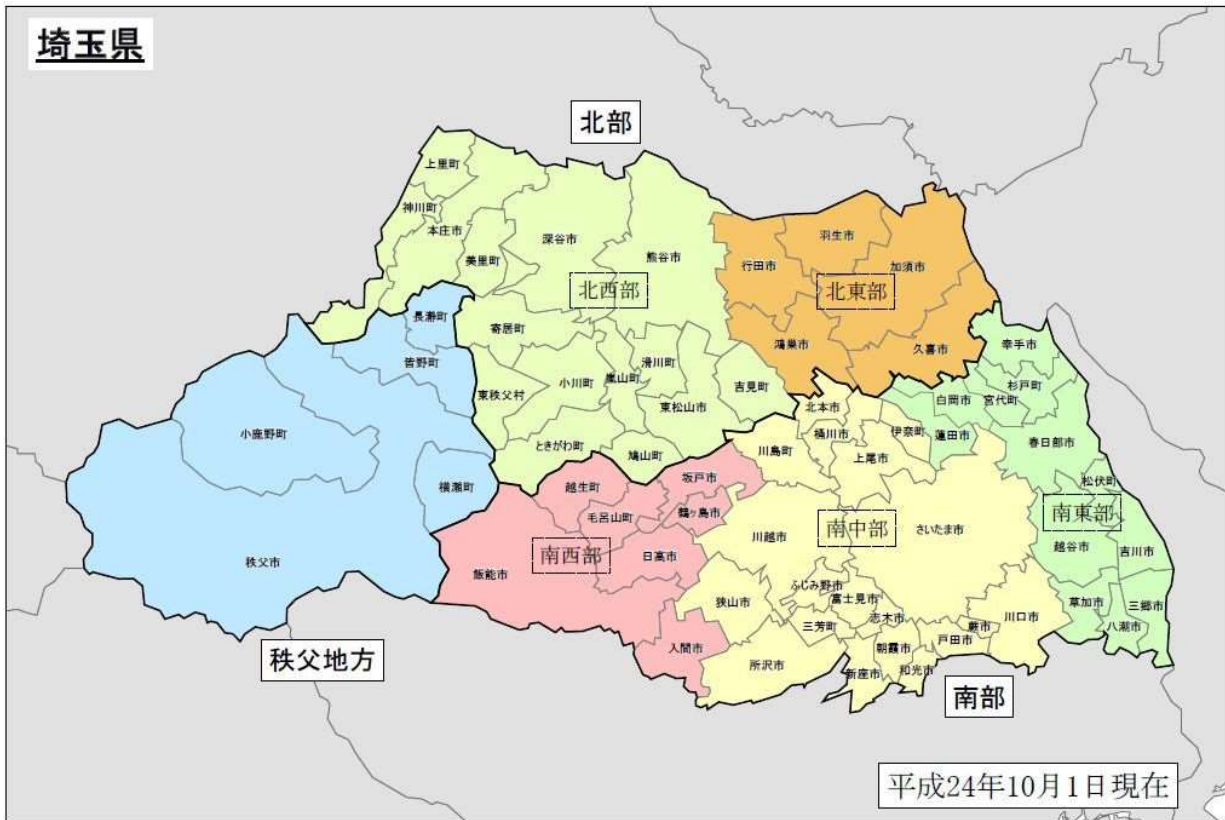 埼玉県
北部
上里町
神川町
本庄市
美里町
深谷市
熊谷市
北西部
行田市
羽生市
加須市
北東部
鴻巣市
久喜市
長瀞町
皆野町
寄居町
小鹿野町
東秩父村
小川町
嵐山町
滑川町
東松山市
吉見町
ときがわ町
鳩山町
横瀬町
秩父市
秩父地方
幸手市
杉戸町
宮代町
白岡市
蓮田市
春日部市
松伏町
南東部
越谷市
吉川市
草加市
三郷市
八潮市
北本市
桶川市
伊奈町
上尾市
川島町
南中部
さいたま市
川越市
ふじみ野市
富士見市
狭山市
三芳町
志木市
所沢市
新座市
朝霞市
和光市
戸田市
蕨市
川口市
坂戸市
越生町
毛呂山町
鶴ヶ島市
南西部
日高市
飯能市
入間市
南部
平成24年10月1日現在